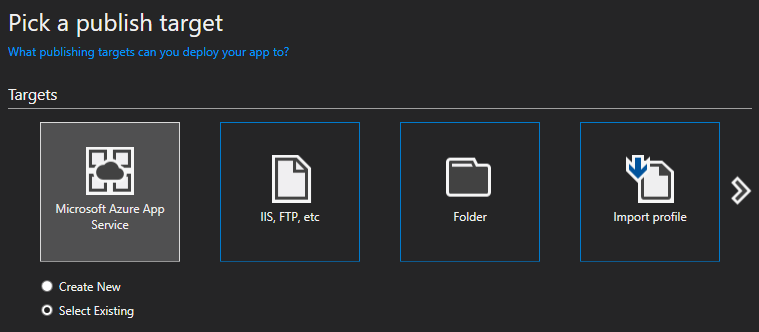 Pick a publish target
What publishing targets can you deploy your app to?
Targets
Microsoft Azure App
Service
IIS, FTP, etc
Folder
Import profile
Create New
Select Existing